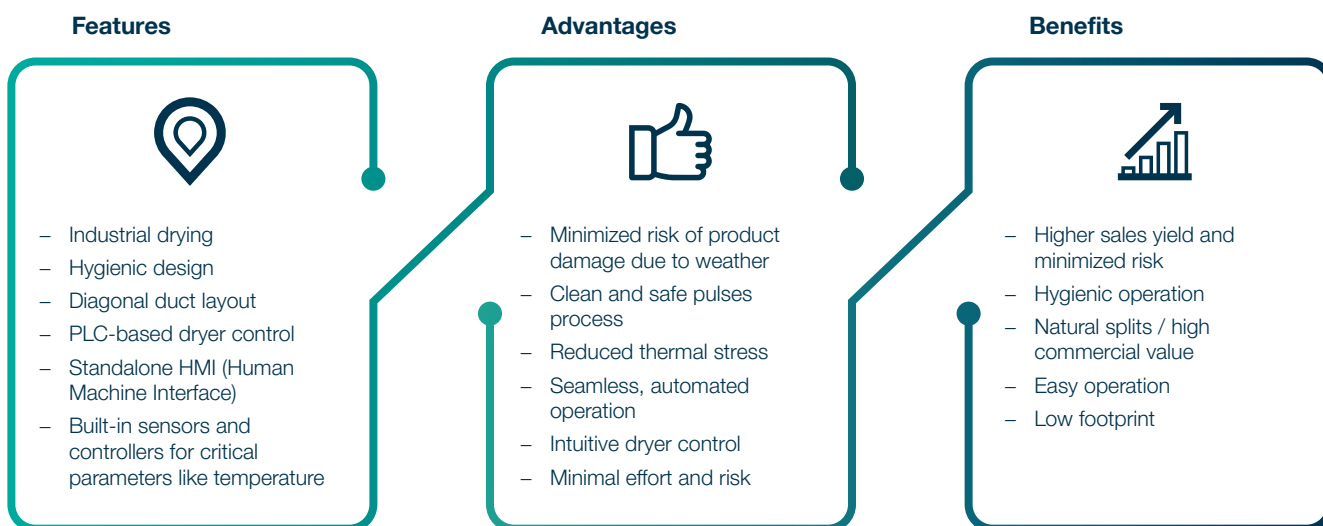 Features
– Industrial drying
– Hygienic design
– Diagonal duct layout
– PLC-based dryer control
– Standalone HMI (Human
Machine Interface)
– Built-in sensors and
controllers for critical
parameters like temperature
Advantages
– Minimized risk of product
damage due to weather
– Clean and safe pulses
process
– Reduced thermal stress
– Seamless, automated
operation
– Intuitive dryer control
– Minimal effort and risk
Benefits
– Higher sales yield and
minimized risk
– Hygienic operation
– Natural splits / high
commercial value
– Easy operation
– Low footprint